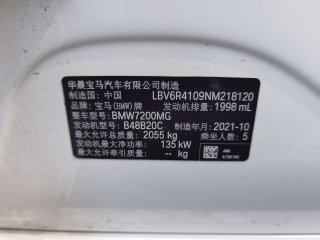 华晨宝马汽车有限公司制造
制造国: 中国 LBV6R4109NM218120
品牌: 宝马(BMW)牌 发动机排量: 1998 mL
整车型号: BMW7200MG
发动机型号: B48B20C 制造年月: 2021-10
最大允许总质量: 2055 kg 乘坐人数: 5
发动机最大净功率: 135 kW
最大允许牵引质量: -- kg